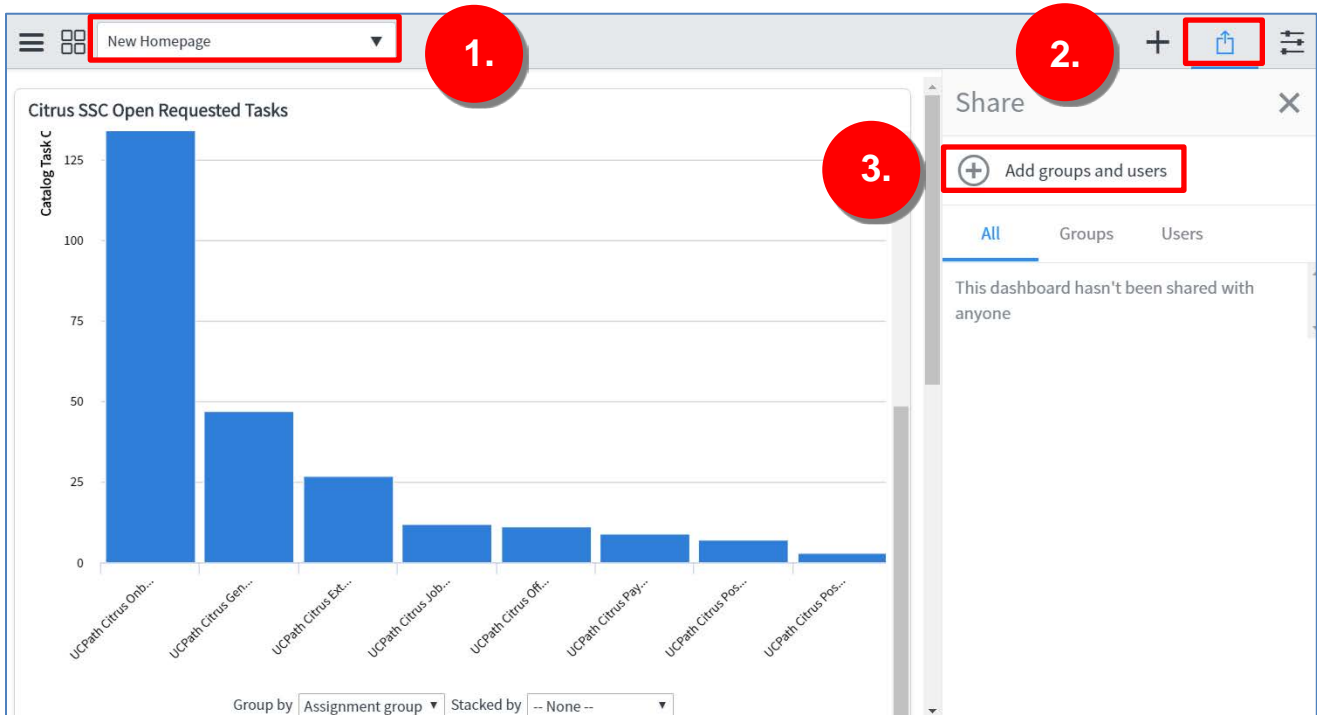 New Homepage
1.
2.
Share
3.
Add groups and users
All Groups Users
This dashboard hasn't been shared with
anyone
Citrus SSC Open Requested Tasks
Catalog Task C
125
100
75
50
25
0
UCPath Citrus Onb...
UCPath Citrus Gen...
UCPath Citrus Ext...
UCPath Citrus Job...
UCPath Citrus Off...
UCPath Citrus Pay...
UCPath Citrus Pos...
UCPath Citrus Pos...
Group by Assignment group Stacked by -- None --